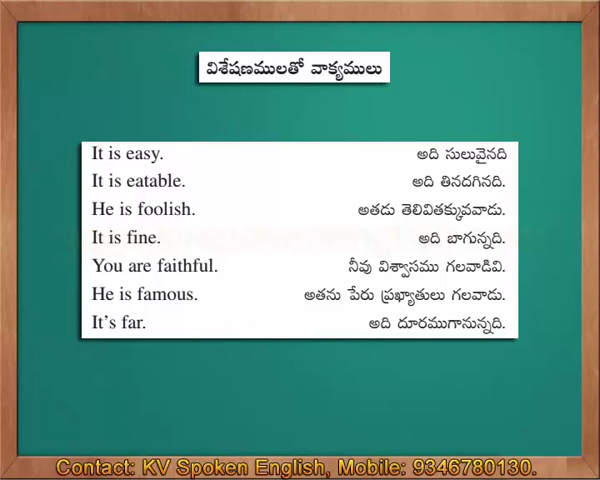 విశేషణములతో వాక్యములు
It is easy. అది సులువైనది
It is eatable. అది తినదగినది.
He is foolish. అతడు తెలివితక్కువవాడు.
It is fine. అది బాగున్నది.
You are faithful. నీవు విశ్వాసము గలవాడివి.
He is famous. అతను పేరు ప్రఖ్యాతులు గలవాడు.
It's far. అది దూరముగానున్నది.
Contact: KV Spoken English, Mobile: 9346780130.